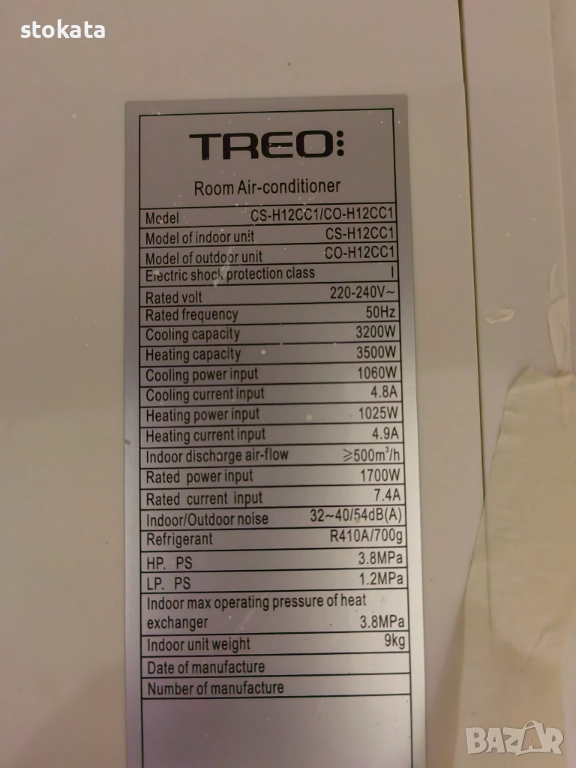 stokata
TREO
Room Air-conditioner
Model CS-H12CC1/CO-H12CC1
Model of indoor unit CS-H12CC1
Model of outdoor unit CO-H12CC1
Electric shock protection class I
Rated volt 220-240V~
Rated frequency 50Hz
Cooling capacity 3200W
Heating capacity 3500W
Cooling power input 1060W
Cooling current input 4.8A
Heating power input 1025W
Heating current input 4.9A
Indoor discharge air-flow ≥500m³/h
Rated power input 1700W
Rated current input 7.4A
Indoor/Outdoor noise 32~40/54dB(A)
Refrigerant R410A/700g
HP. PS 3.8MPa
LP. PS 1.2MPa
Indoor max operating pressure of heat
exchanger 3.8MPa
Indoor unit weight 9kg
Date of manufacture
Number of manufacture
BAZAR